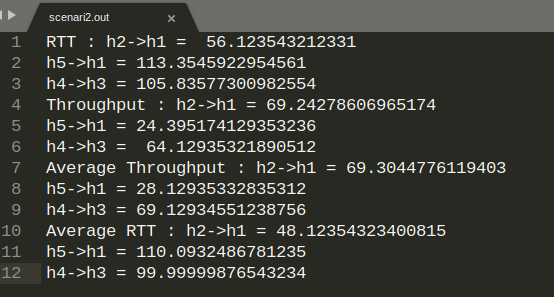 scenari2.out ×
1 RTT : h2->h1 =  56.123543212331
2 h5->h1 = 113.3545922954561
3 h4->h3 = 105.83577300982554
4 Throughput : h2->h1 = 69.24278606965174
5 h5->h1 = 24.395174129353236
6 h4->h3 =  64.12935321890512
7 Average Throughput : h2->h1 = 69.3044776119403
8 h5->h1 = 28.12935332835312
9 h4->h3 = 69.12934551238756
10 Average RTT : h2->h1 = 48.12354323400815
11 h5->h1 = 110.0932486781235
12 h4->h3 = 99.99999876543234